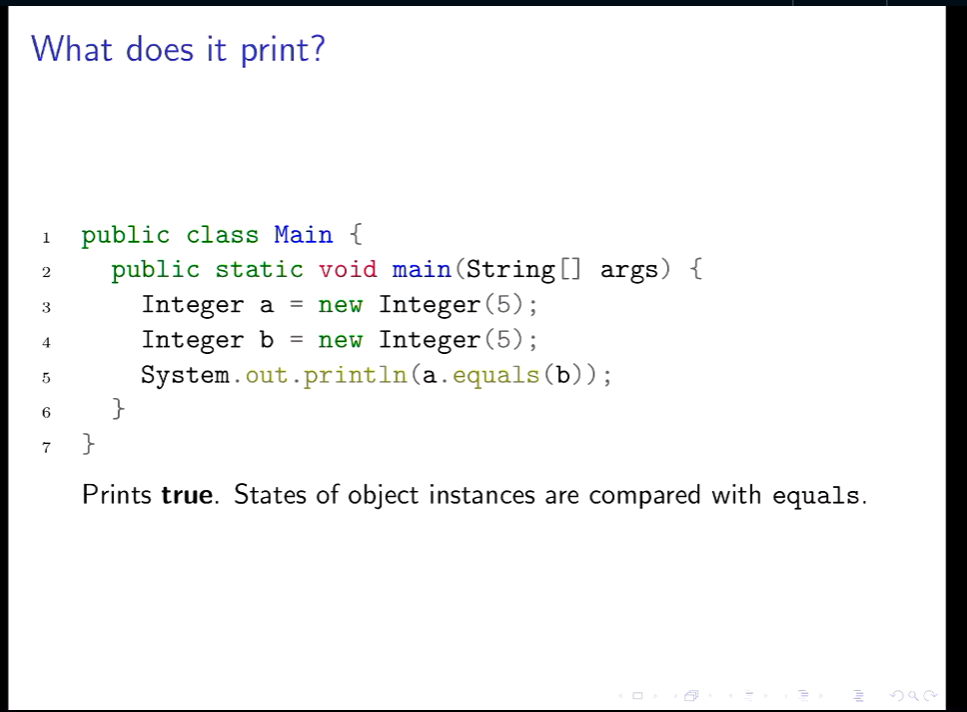 What does it print?
1 public class Main {
2 public static void main(String[] args) {
3 Integer a = new Integer(5);
4 Integer b = new Integer(5);
5 System.out.println(a.equals(b));
6 }
7 }
Prints true. States of object instances are compared with equals.